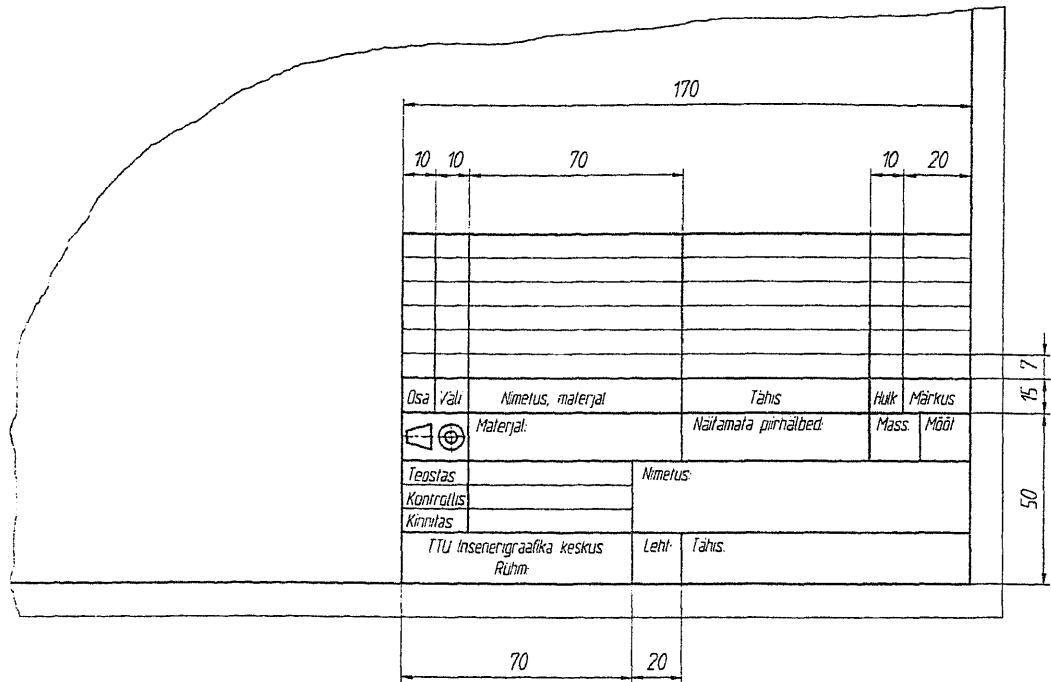 170
10 10 70 10 20
7
Osa Väli Nimetus, materjal Tähis Hulk Märkus
15
Materjal: Näitamata piirhälbed: Mass: Mõõt
Teostas Nimetus:
Kontrollis
Kinnitas
50
TTÜ Insenerigraafika keskus Leht: Tähis:
Rühm:
70 20